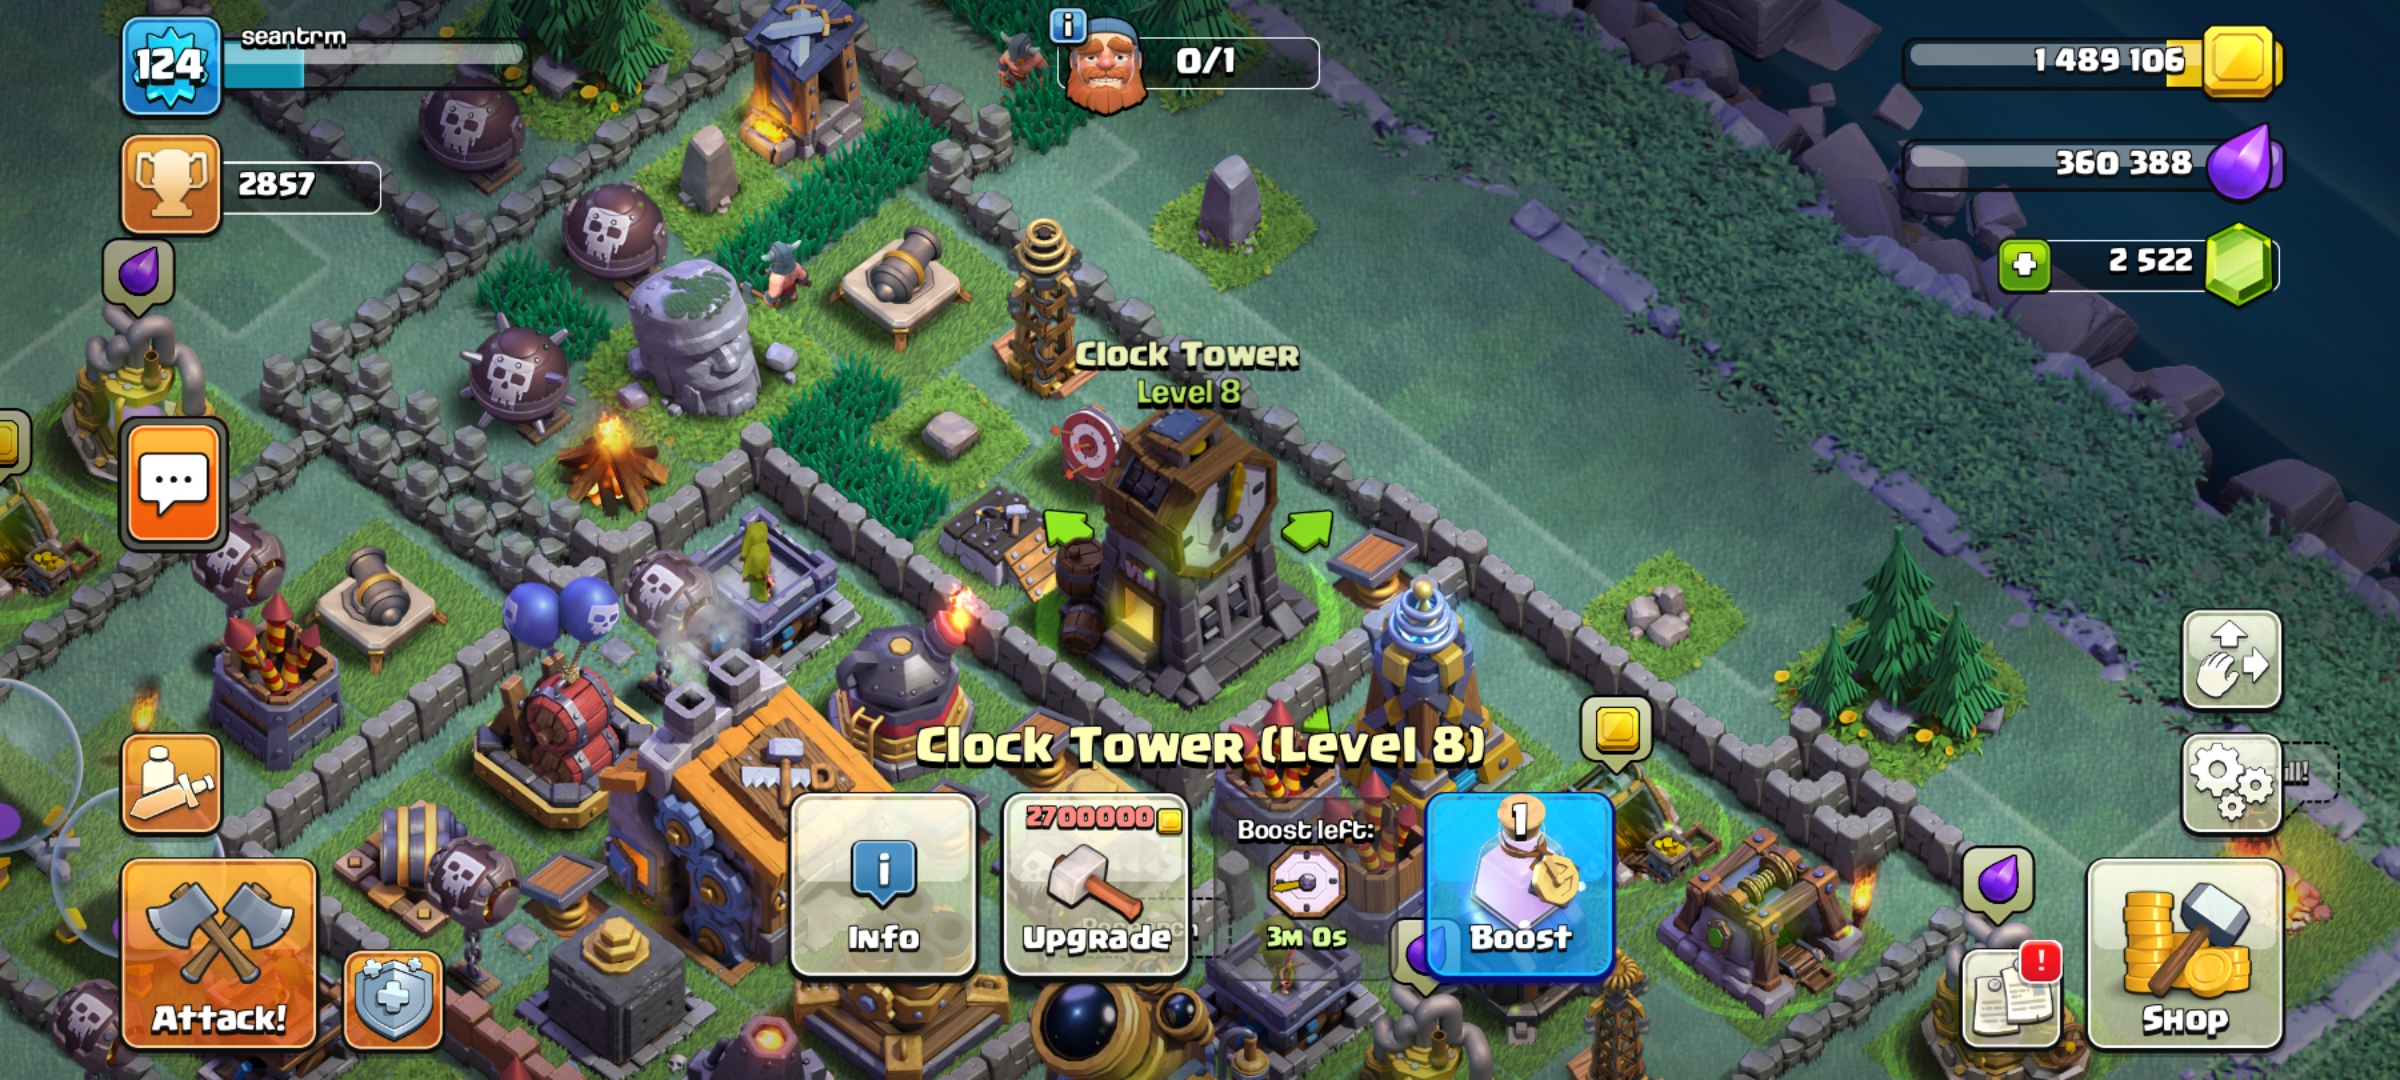 124
seantrm
0/1
1 489 106
2857
360 388
2 522
Clock Tower
Level 8
Clock Tower (Level 8)
2700000
Upgrade
Info
Boost left:
3M 0s
1
Boost
Attack!
!
Shop